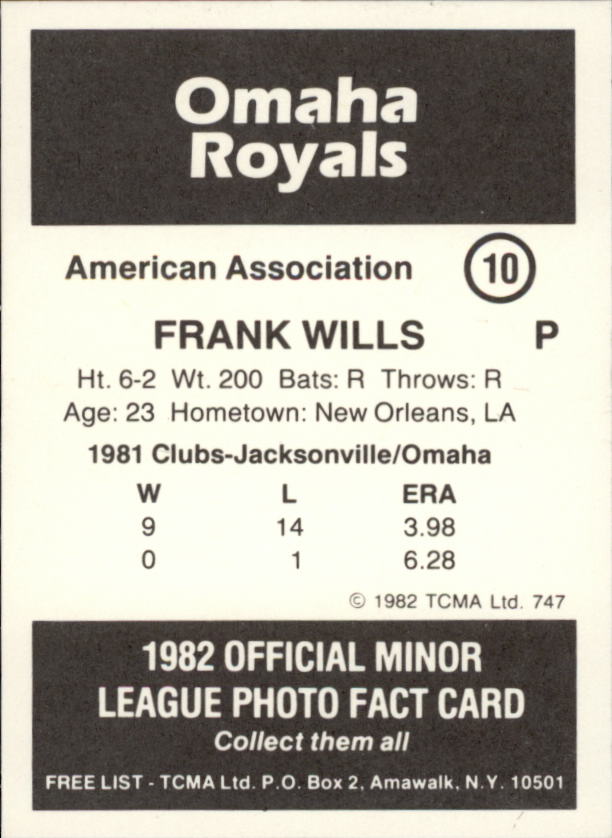 Omaha
Royals
American Association 10
FRANK WILLS P
Ht. 6-2 Wt. 200 Bats: R Throws: R
Age: 23 Hometown: New Orleans, LA
1981 Clubs-Jacksonville/Omaha
W L ERA
9 14 3.98
0 1 6.28
© 1982 TCMA Ltd. 747
1982 OFFICIAL MINOR
LEAGUE PHOTO FACT CARD
Collect them all
FREE LIST - TCMA Ltd. P.O. Box 2, Amawalk, N.Y. 10501